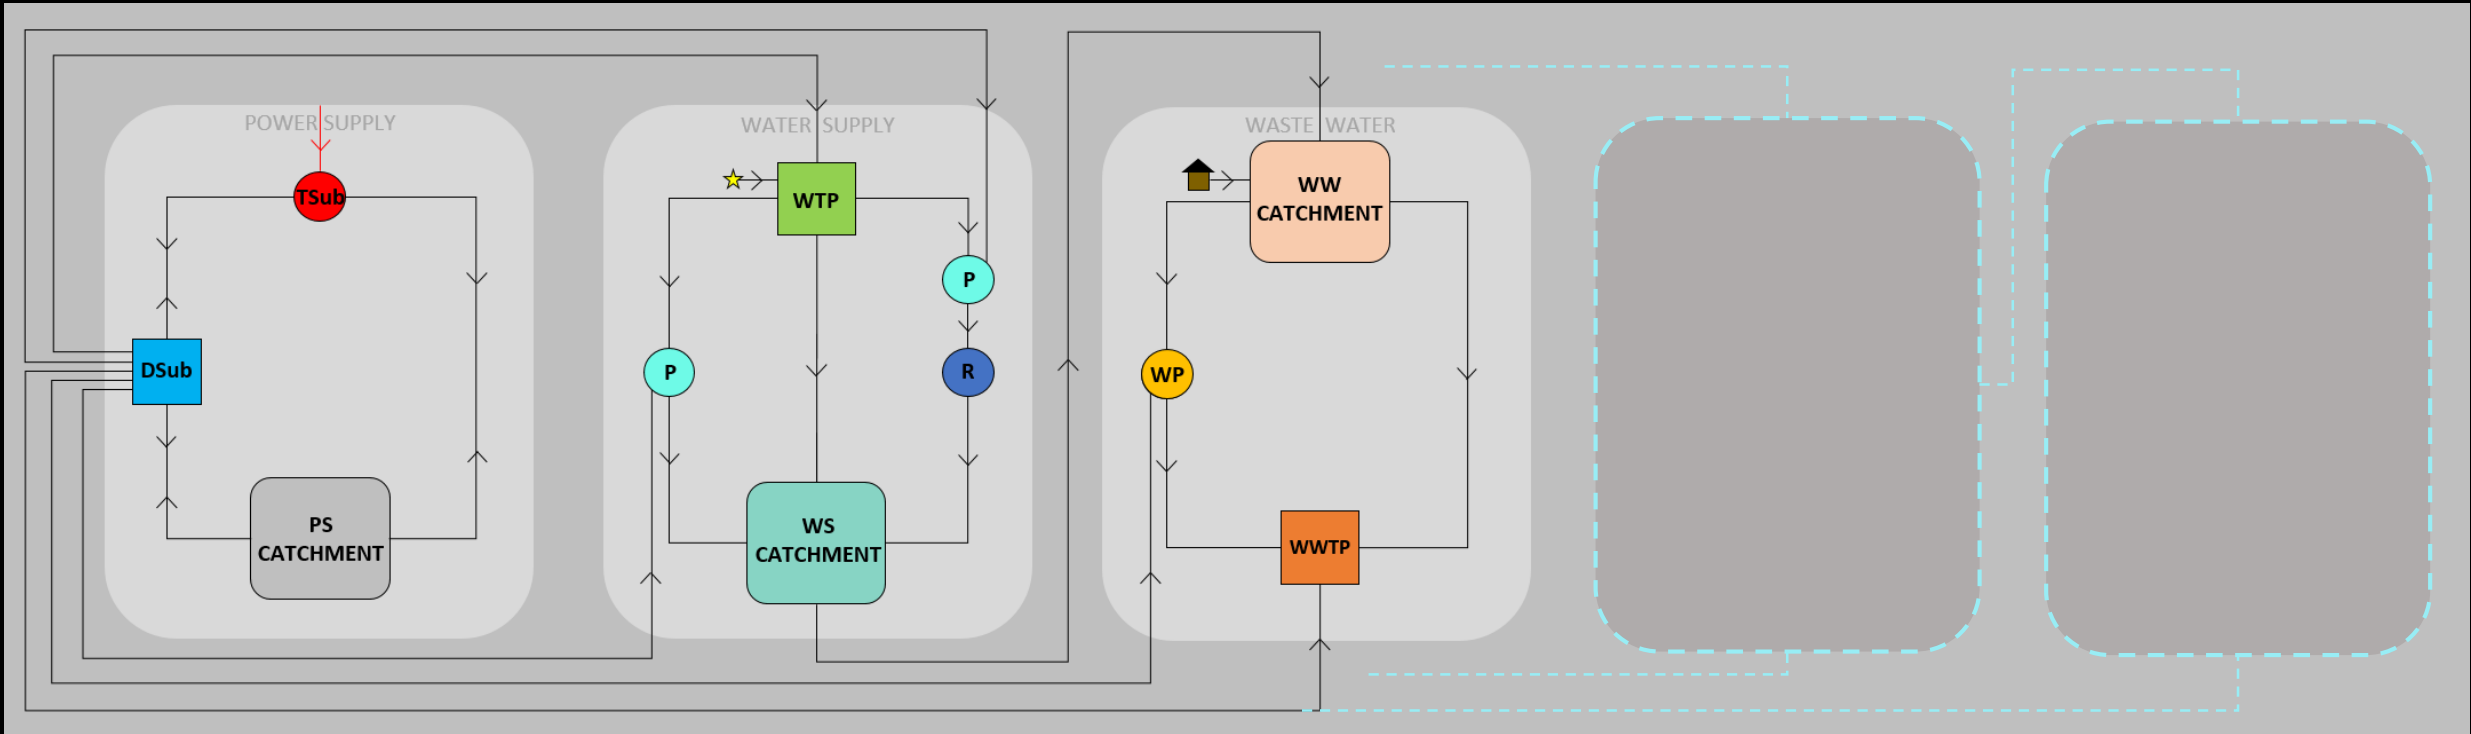 POWER SUPPLY
TSub
DSub
PS
CATCHMENT
WATER SUPPLY
WTP
P
P
R
WS
CATCHMENT
WASTE WATER
WW
CATCHMENT
WP
WWTP